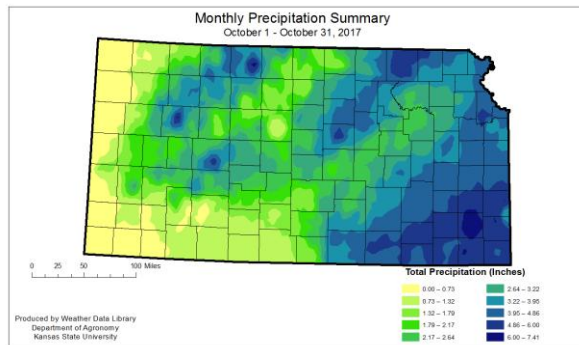 Monthly Precipitation Summary
October 1 - October 31, 2017
0 25 50 100 Miles
Total Precipitation (Inches)
0.00 – 0.73
0.73 – 1.32
1.32 – 1.79
1.79 – 2.17
2.17 – 2.64
2.64 – 3.22
3.22 – 3.95
3.95 – 4.86
4.86 – 6.00
6.00 – 7.41
Produced by Weather Data Library
Department of Agronomy
Kansas State University